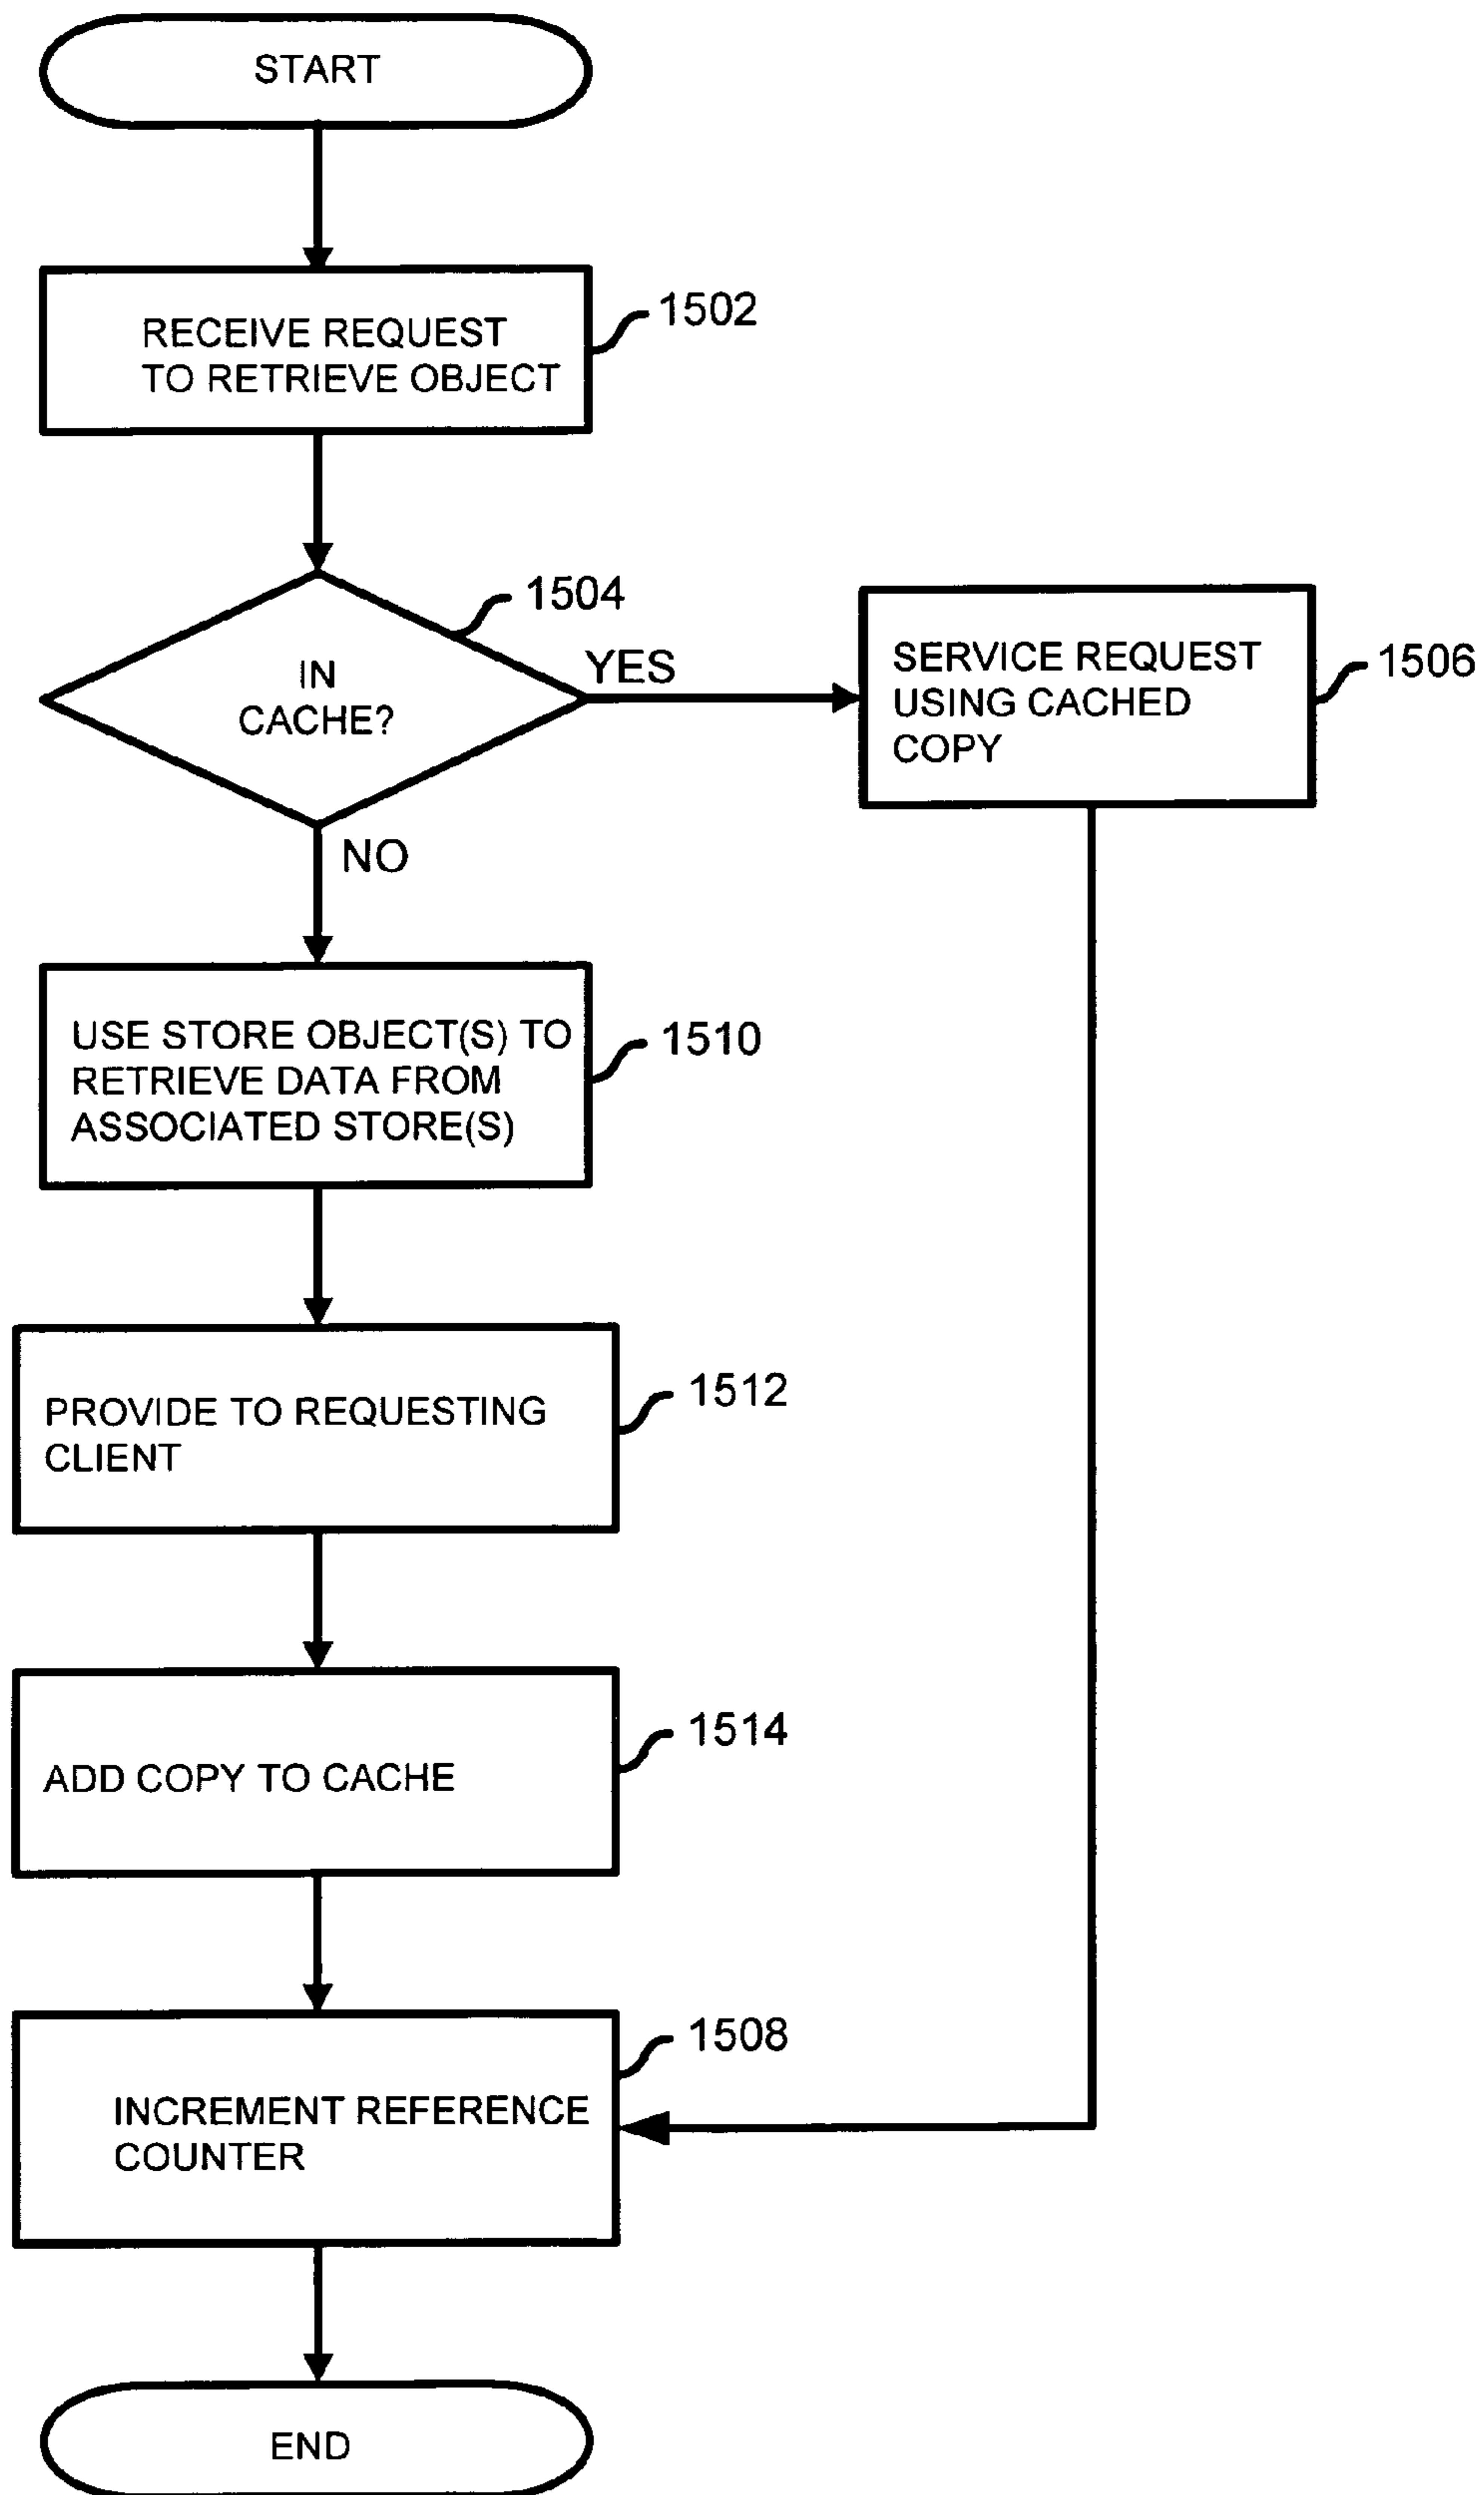 START
RECEIVE REQUEST
TO RETRIEVE OBJECT
1502
1504
IN
CACHE?
YES
SERVICE REQUEST
USING CACHED
COPY
1506
NO
USE STORE OBJECT(S) TO
RETRIEVE DATA FROM
ASSOCIATED STORE(S)
1510
PROVIDE TO REQUESTING
CLIENT
1512
ADD COPY TO CACHE
1514
INCREMENT REFERENCE
COUNTER
1508
END